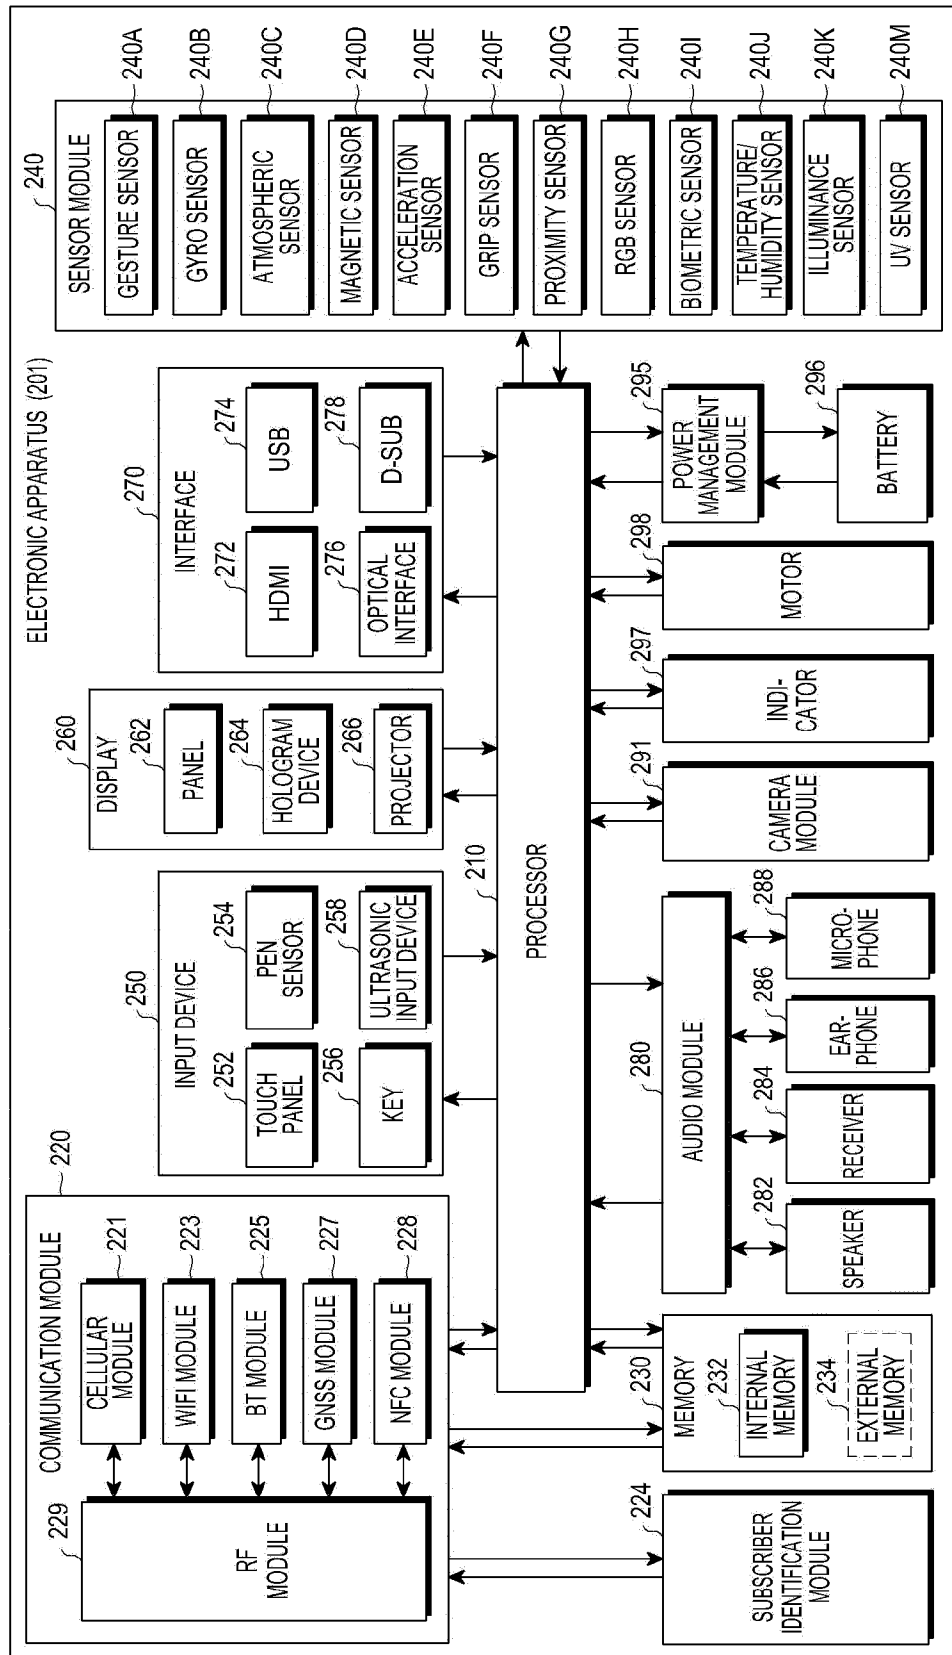 ELECTRONIC APPARATUS (201)
COMMUNICATION MODULE
220
229
RF
MODULE
CELLULAR
MODULE
221
WIFI MODULE
223
BT MODULE
225
GNSS MODULE
227
NFC MODULE
228
INPUT DEVICE
250
252
TOUCH
PANEL
254
PEN
SENSOR
256
KEY
258
ULTRASONIC
INPUT DEVICE
DISPLAY
260
262
PANEL
264
HOLOGRAM
DEVICE
266
PROJECTOR
INTERFACE
270
272
HDMI
274
USB
276
OPTICAL
INTERFACE
278
D-SUB
240
SENSOR MODULE
GESTURE SENSOR
240A
GYRO SENSOR
240B
ATMOSPHERIC
SENSOR
240C
MAGNETIC SENSOR
240D
ACCELERATION
SENSOR
240E
GRIP SENSOR
240F
PROXIMITY SENSOR
240G
RGB SENSOR
240H
BIOMETRIC SENSOR
240I
TEMPERATURE/
HUMIDITY SENSOR
240J
ILLUMINANCE
SENSOR
240K
UV SENSOR
240M
210
PROCESSOR
224
SUBSCRIBER
IDENTIFICATION
MODULE
230
MEMORY
232
INTERNAL
MEMORY
234
EXTERNAL
MEMORY
280
AUDIO MODULE
282
SPEAKER
284
RECEIVER
286
EAR-
PHONE
288
MICRO-
PHONE
291
CAMERA
MODULE
297
INDI-
CATOR
298
MOTOR
295
POWER
MANAGEMENT
MODULE
296
BATTERY